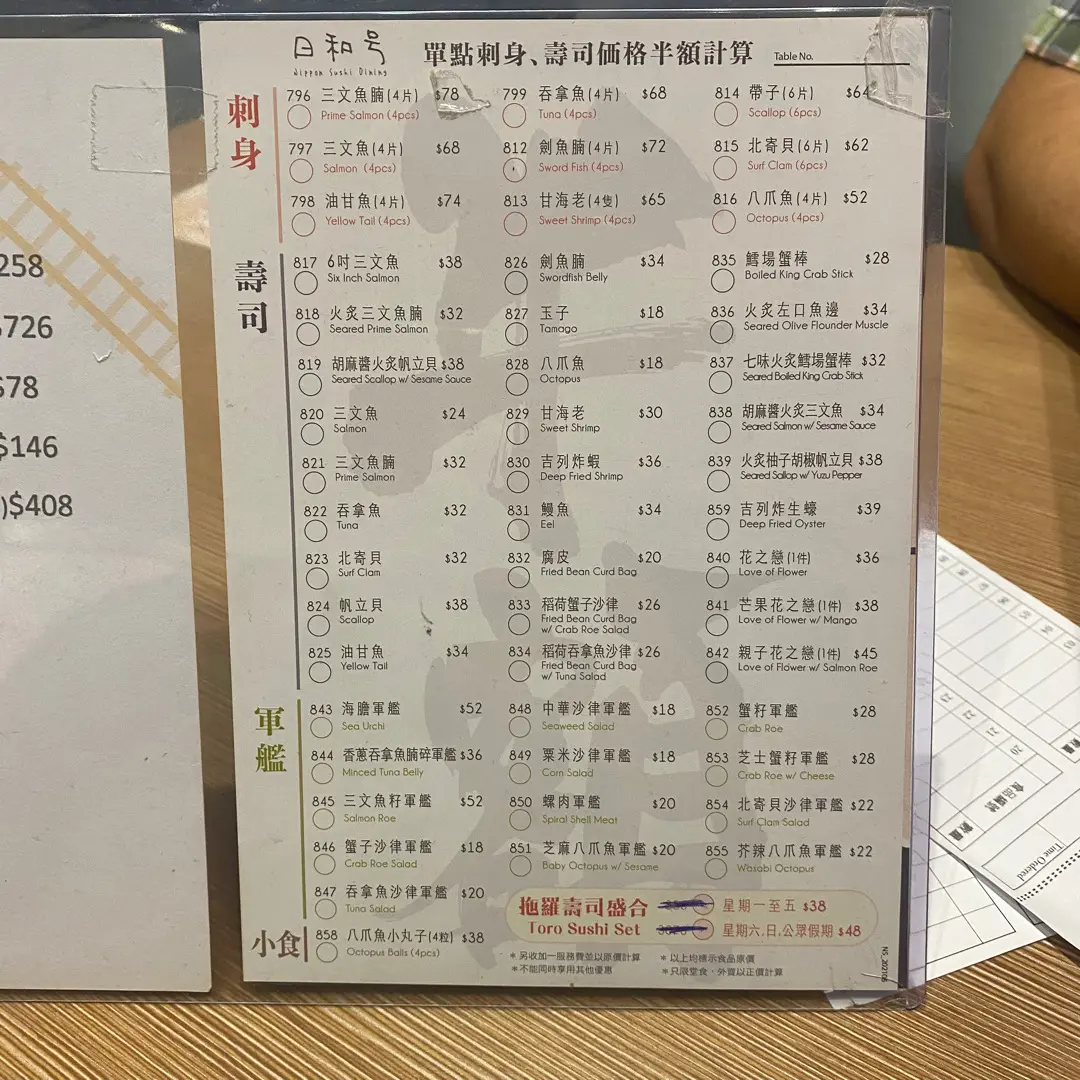 258
$726
$78
$146
)$408
日和号
Nippon Sushi Dining
單點刺身、壽司価格半額計算
Table No.
刺身
796 三文魚腩(4片) $78
Prime Salmon (4pcs)
797 三文魚(4片) $68
Salmon (4pcs)
798 油甘魚(4片) $74
Yellow Tail (4pcs)
799 吞拿魚(4片) $68
Tuna (4pcs)
812 劍魚腩(4片) $72
Sword Fish (4pcs)
813 甘海老(4隻) $65
Sweet Shrimp (4pcs)
814 帶子(6片) $64
Scallop (6pcs)
815 北寄貝(6片) $62
Surf Clam (6pcs)
816 八爪魚(4片) $52
Octopus (4pcs)
壽司
817 6吋三文魚 $38
Six Inch Salmon
818 火炙三文魚腩 $32
Seared Prime Salmon
819 胡麻醬火炙帆立貝 $38
Seared Scallop w/ Sesame Sauce
820 三文魚 $24
Salmon
821 三文魚腩 $32
Prime Salmon
822 吞拿魚 $32
Tuna
823 北寄貝 $32
Surf Clam
824 帆立貝 $38
Scallop
825 油甘魚 $34
Yellow Tail
826 劍魚腩 $34
Swordfish Belly
827 玉子 $18
Tamago
828 八爪魚 $18
Octopus
829 甘海老 $30
Sweet Shrimp
830 吉列炸蝦 $36
Deep Fried Shrimp
831 鰻魚 $34
Eel
832 腐皮 $20
Fried Bean Curd Bag
833 稻荷蟹子沙律 $26
Fried Bean Curd Bag
w/ Crab Roe Salad
834 稻荷吞拿魚沙律 $26
Fried Bean Curd Bag
w/ Tuna Salad
835 鱈場蟹棒 $28
Boiled King Crab Stick
836 火炙左口魚邊 $34
Seared Olive Flounder Muscle
837 七味火炙鱈場蟹棒 $32
Seared Boiled King Crab Stick
838 胡麻醬火炙三文魚 $34
Seared Salmon w/ Sesame Sauce
839 火炙柚子胡椒帆立貝 $38
Seared Sallop w/ Yuzu Pepper
859 吉列炸生蠔 $39
Deep Fried Oyster
840 花之戀(1件) $36
Love of Flower
841 芒果花之戀(1件) $38
Love of Flower w/ Mango
842 親子花之戀(1件) $45
Love of Flower w/ Salmon Roe
軍艦
843 海膽軍艦 $52
Sea Urchi
844 香蔥吞拿魚腩碎軍艦 $36
Minced Tuna Belly
845 三文魚籽軍艦 $52
Salmon Roe
846 蟹子沙律軍艦 $18
Crab Roe Salad
847 吞拿魚沙律軍艦 $20
Tuna Salad
848 中華沙律軍艦 $18
Seaweed Salad
849 粟米沙律軍艦 $18
Corn Salad
850 螺肉軍艦 $20
Spiral Shell Meat
851 芝麻八爪魚軍艦 $20
Baby Octopus w/ Sesame
852 蟹籽軍艦 $28
Crab Roe
853 芝士蟹籽軍艦 $28
Crab Roe w/ Cheese
854 北寄貝沙律軍艦 $22
Surf Clam Salad
855 芥辣八爪魚軍艦 $22
Wasabi Octopus
小食
858 八爪魚小丸子(4粒) $38
Octopus Balls (4pcs)
拖羅壽司盛合
Toro Sushi Set
星期一至五 $38
星期六,日,公眾假期 $48
*另收加一服務費並以原價計算
*不能同時享用其他優惠
*以上均標示食品原價
*只限堂食、外賣以正價計算
食品編號
數量
Time Ordered